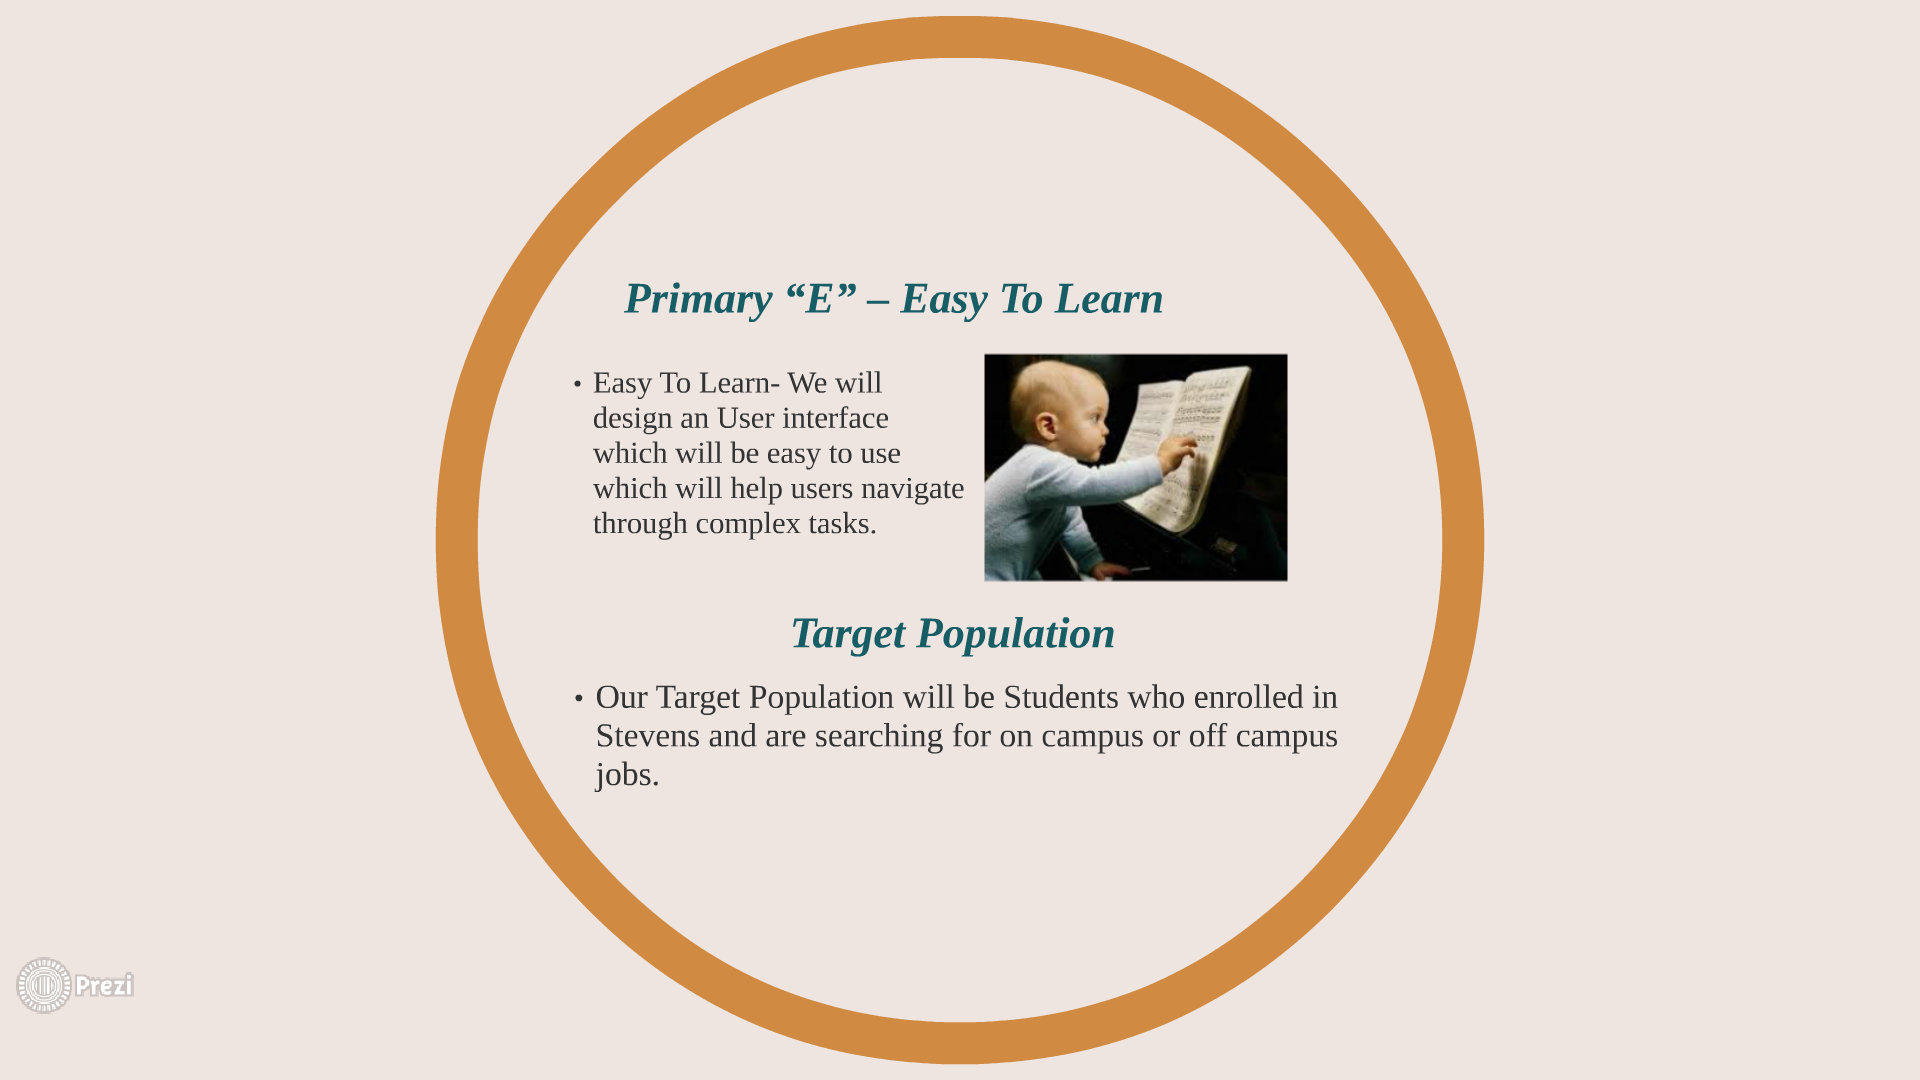 Primary “E” – Easy To Learn
• Easy To Learn- We will
design an User interface
which will be easy to use
which will help users navigate
through complex tasks.
Target Population
• Our Target Population will be Students who enrolled in
Stevens and are searching for on campus or off campus
jobs.
Prezi